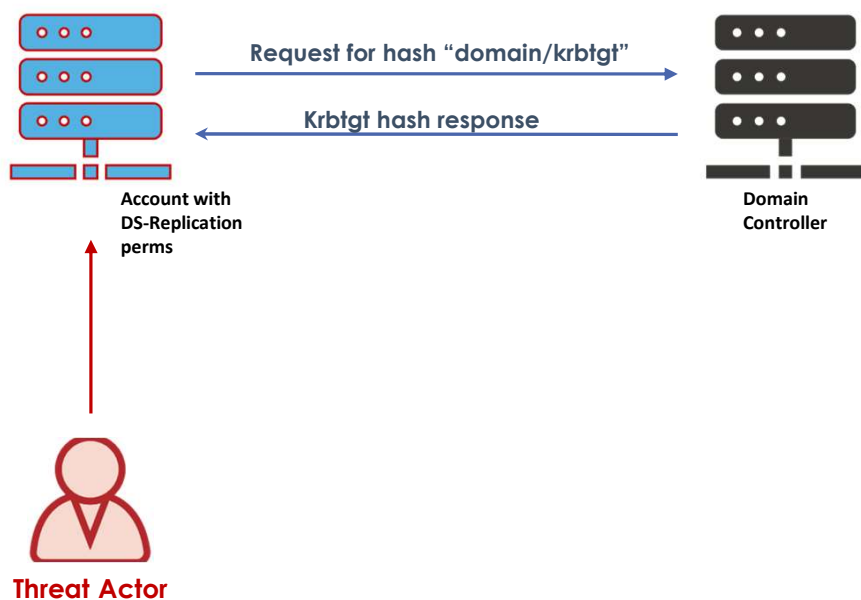 Request for hash “domain/krbtgt”
Krbtgt hash response
Account with
DS-Replication
perms
Domain
Controller
Threat Actor